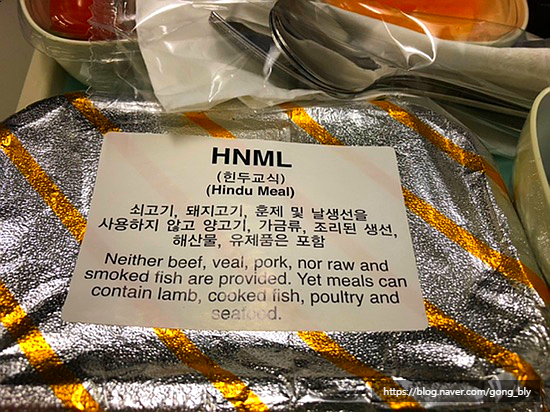 HNML
(힌두교식)
(Hindu Meal)
쇠고기, 돼지고기, 훈제 및 날생선을
사용하지 않고 양고기, 가금류, 조리된 생선,
해산물, 유제품은 포함
Neither beef, veal, pork, nor raw and
smoked fish are provided. Yet meals can
contain lamb, cooked fish, poultry and
seafood.
https://blog.naver.com/gong_bly